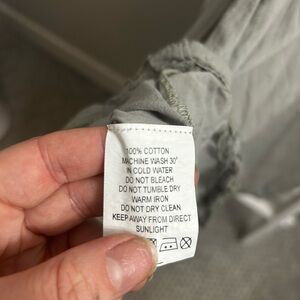 100% COTTON
MACHINE WASH 30°
IN COLD WATER
DO NOT BLEACH
DO NOT TUMBLE DRY
WARM IRON
DO NOT DRY CLEAN
KEEP AWAY FROM DIRECT
SUNLIGHT